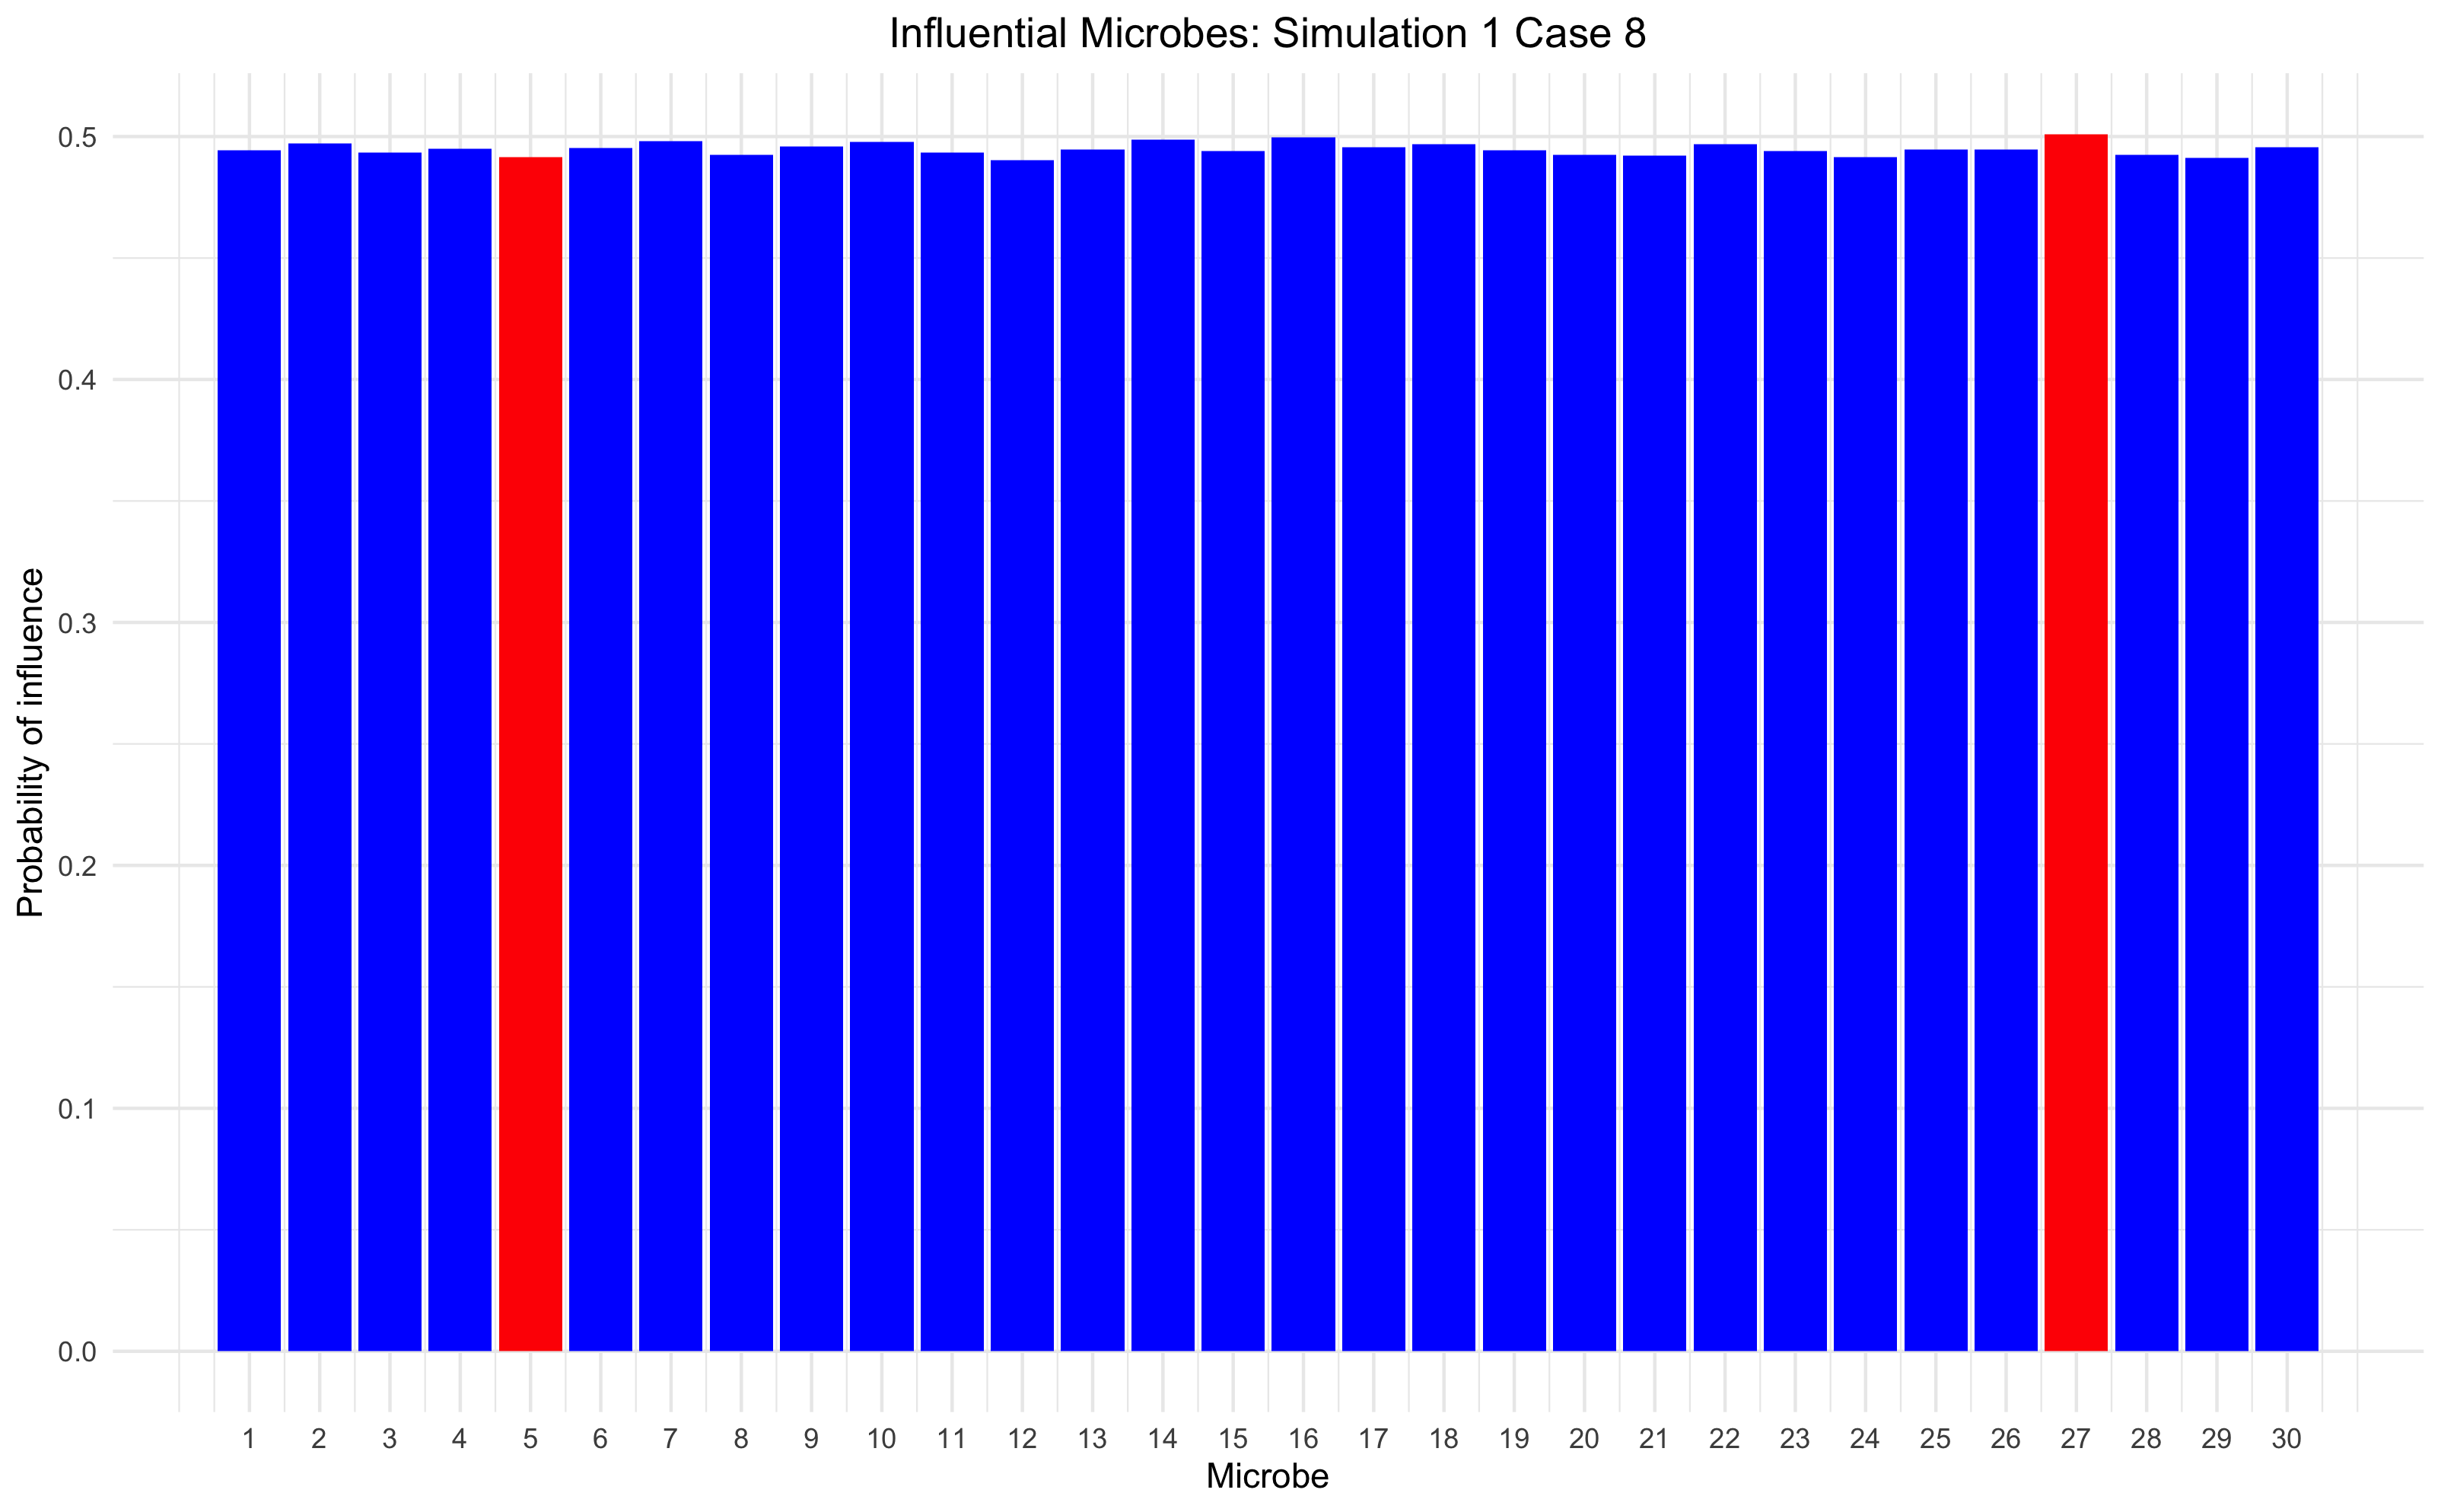 Influential Microbes: Simulation 1 Case 8
Probability of influence
0.5
0.4
0.3
0.2
0.1
0.0
1 2 3 4 5 6 7 8 9 10 11 12 13 14 15 16 17 18 19 20 21 22 23 24 25 26 27 28 29 30
Microbe